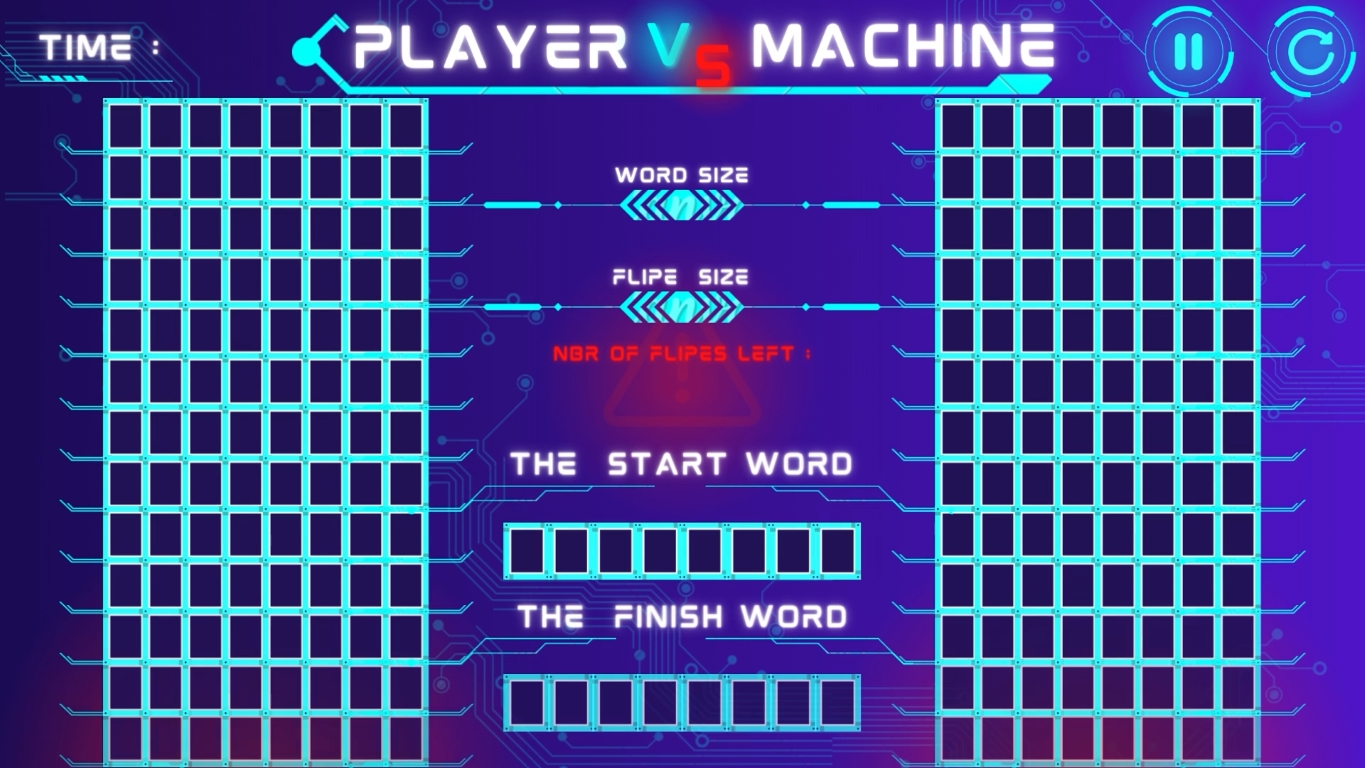 TIME :
PLAYER VS MACHINE
WORD SIZE
n
FLIPE SIZE
n
NBR OF FLIPES LEFT :
THE START WORD
THE FINISH WORD